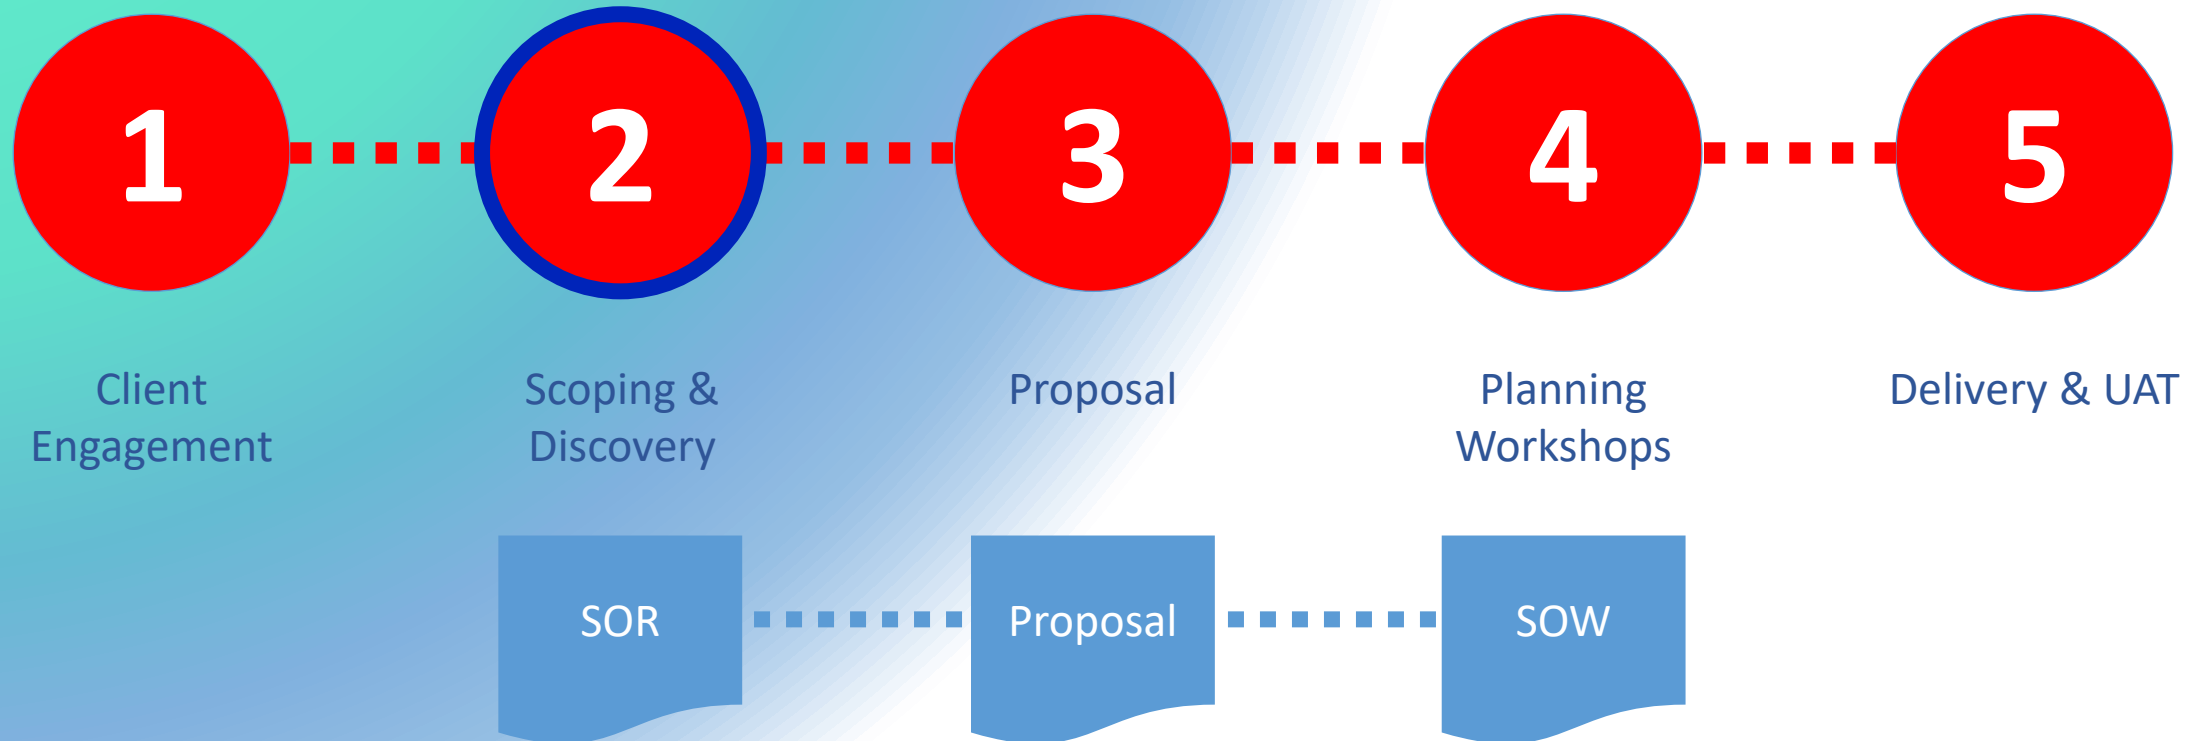 1
2
3
4
5
Client
Engagement
Scoping &
Discovery
Proposal
Planning
Workshops
Delivery & UAT
SOR
Proposal
SOW